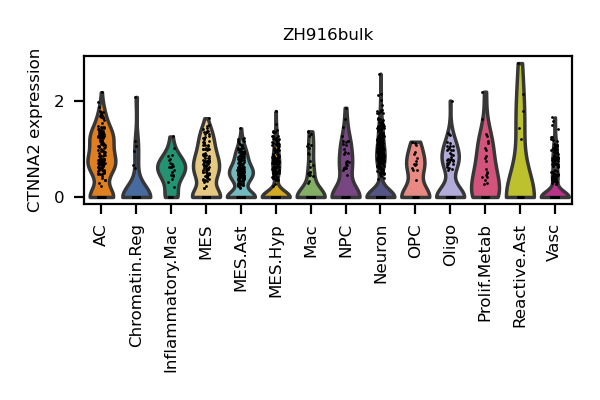 ZH916bulk
CTNNA2 expression
2
0
AC
Chromatin.Reg
Inflammatory.Mac
MES
MES.Ast
MES.Hyp
Mac
NPC
Neuron
OPC
Oligo
Prolif.Metab
Reactive.Ast
Vasc